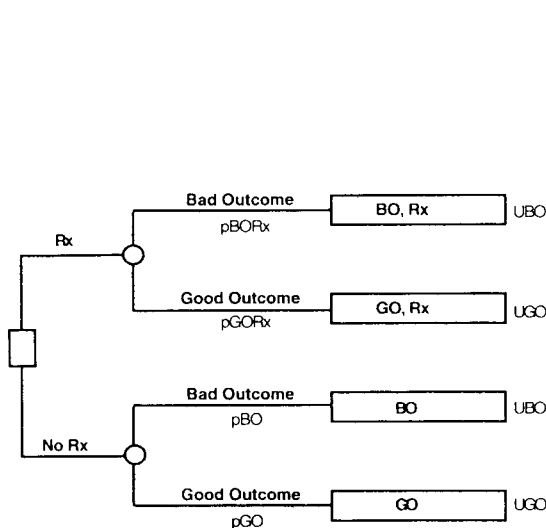 Bad Outcome
BO, Rx
UBO
pBORx
Rx
Good Outcome
GO, Rx
UGO
pGORx
Bad Outcome
BO
UBO
pBO
No Rx
Good Outcome
GO
UGO
pGO